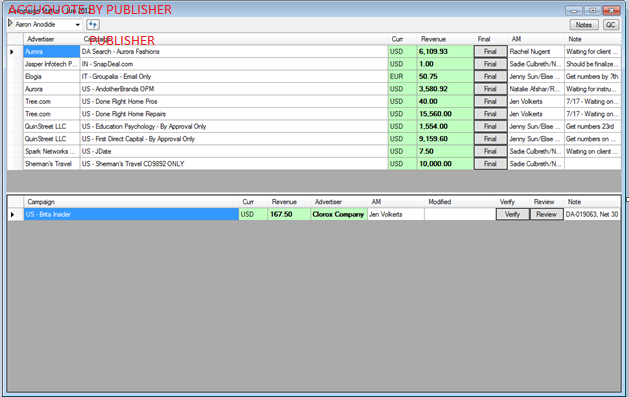 ACCUQUOTE BY PUBLISHER
Aaron Anodide
Notes QC
PUBLISHER
Advertiser Campaign Curr Revenue Final AM Note
Aurora DA Search - Aurora Fashions USD 6,109.93 Final Rachel Nugent Waiting for client ...
Jasper Infotech P... IN - SnapDeal.com USD 1.00 Final Sadie Culbreth/N... Should be finalize...
Elogia IT - Groupalia - Email Only EUR 50.75 Final Jenny Sun/Else ... Get numbers by 7th
Aurora US - AndotherBrands OPM USD 3,580.92 Final Natalie Afshar/R... Waiting for instru...
Tree.com US - Done Right Home Pros USD 40.00 Final Jen Volkerts 7/17 - Waiting on...
Tree.com US - Done Right Home Repairs USD 15,560.00 Final Jen Volkerts 7/17 - Waiting on...
QuinStreet LLC US - Education Psychology - By Approval Only USD 1,554.00 Final Jenny Sun/Else ... Get numbers 23rd
QuinStreet LLC US - First Direct Capital - By Approval Only USD 9,159.60 Final Jenny Sun/Else ... Get numbers on ...
Spark Networks ... US - JDate USD 7.50 Final Sadie Culbreth/N... Waiting on client ...
Sherman's Travel US - Sherman's Travel CD9892 ONLY USD 10,000.00 Final Sadie Culbreth/N...
Campaign Curr Revenue Advertiser AM Modified Verify Review Note
US - Brita Insider USD 167.50 Clorox Company Jen Volkerts Verify Review DA-019063, Net 30